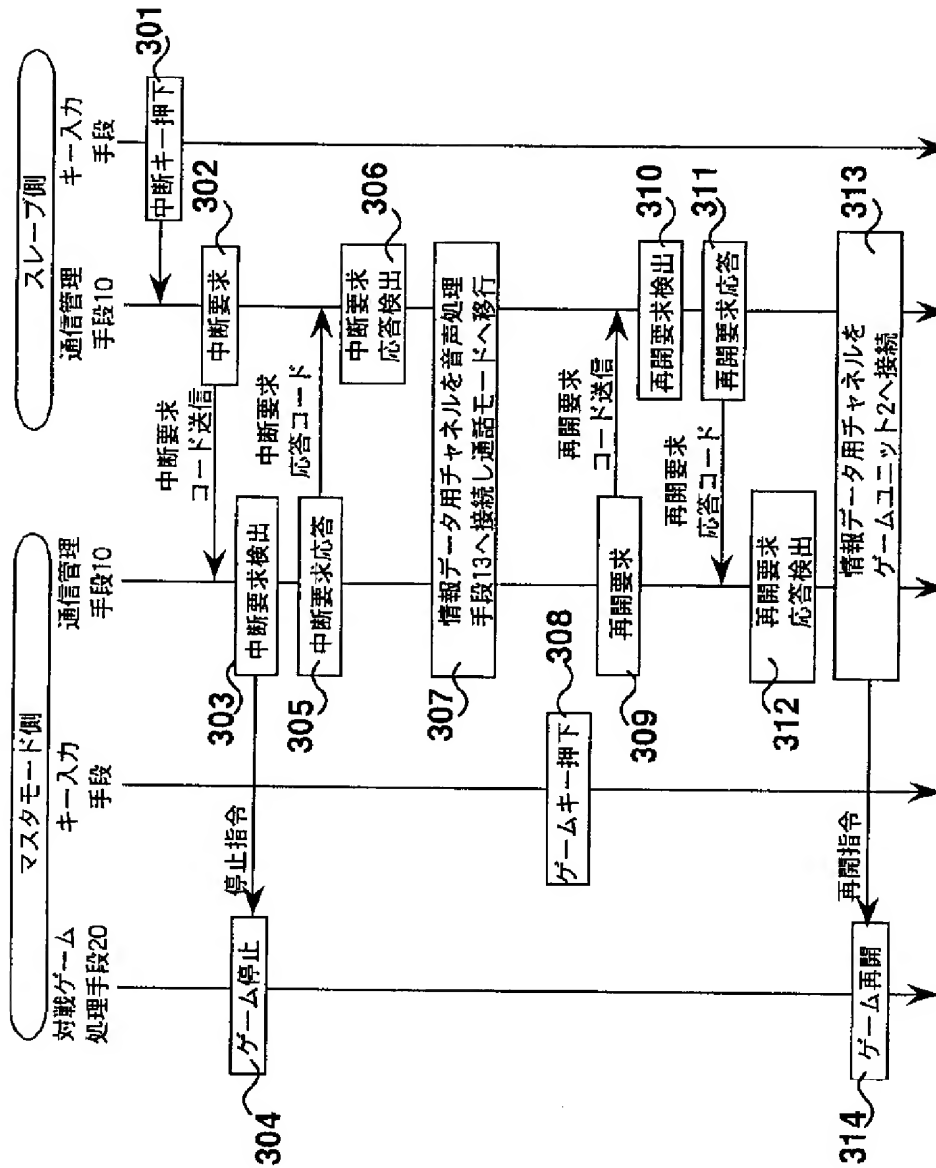 マスタモード側
スレーブ側
対戦ゲーム
処理手段20
キー入力
手段
通信管理
手段10
通信管理
手段10
キー入力
手段
中断キー押下
301
中断要求
302
中断要求
コード送信
中断要求検出
303
停止指令
ゲーム停止
304
中断要求応答
305
中断要求
応答コード
中断要求
応答検出
306
情報データ用チャネルを音声処理
手段13へ接続し通話モードへ移行
307
ゲームキー押下
308
再開要求
309
再開要求
コード送信
再開要求検出
310
再開要求応答
311
再開要求
応答コード
再開要求
応答検出
312
情報データ用チャネルを
ゲームユニット2へ接続
313
再開指令
ゲーム再開
314